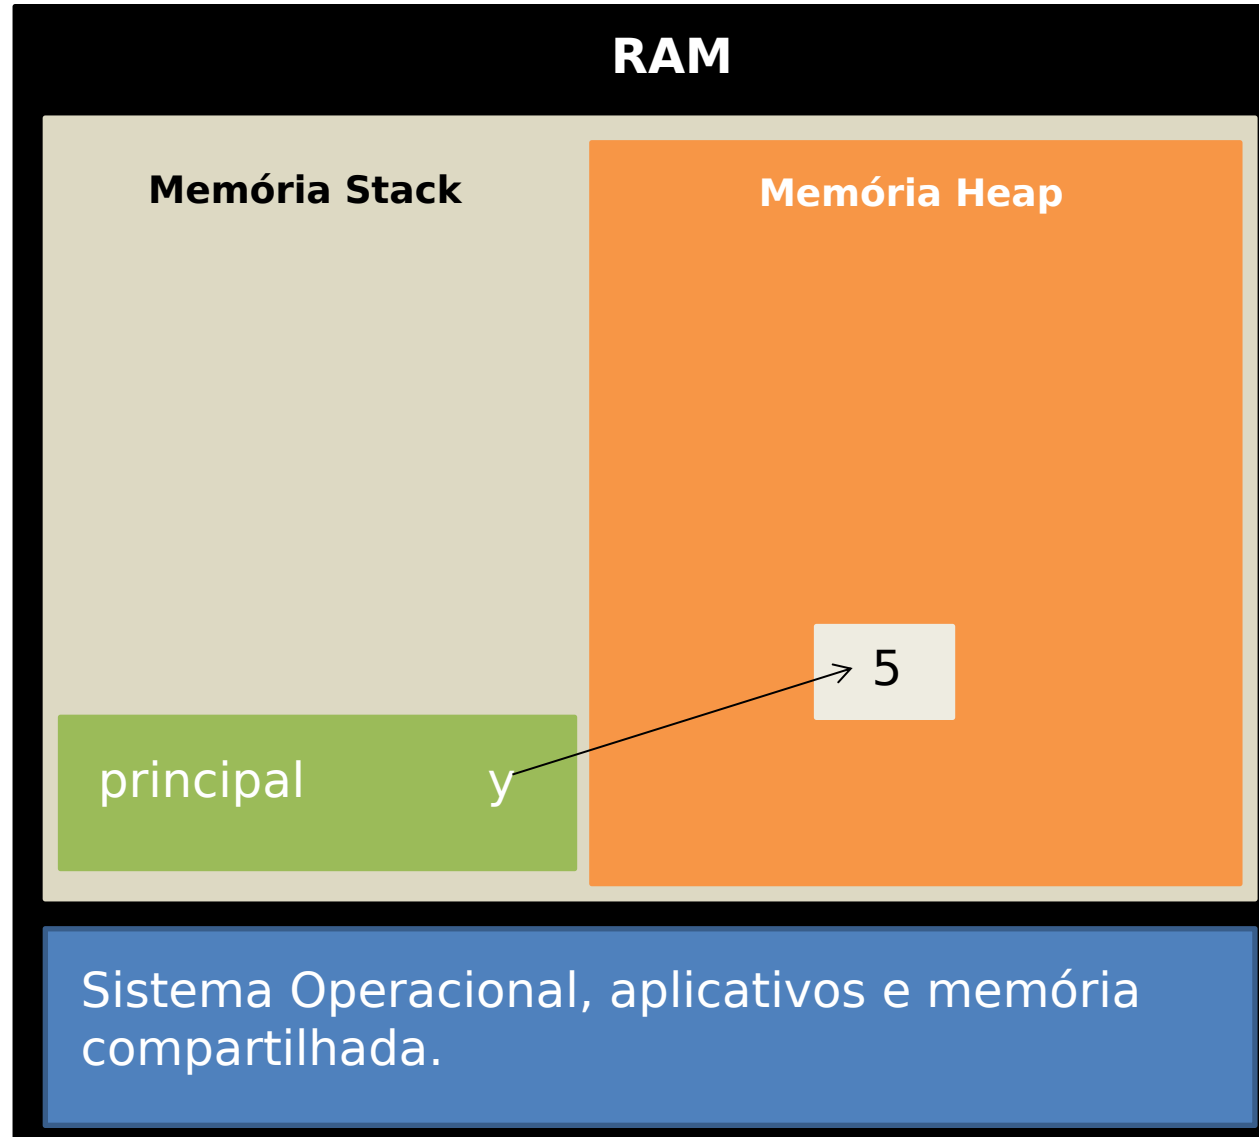 RAM
Memória Stack
Memória Heap
5
principal y
Sistema Operacional, aplicativos e memória
compartilhada.